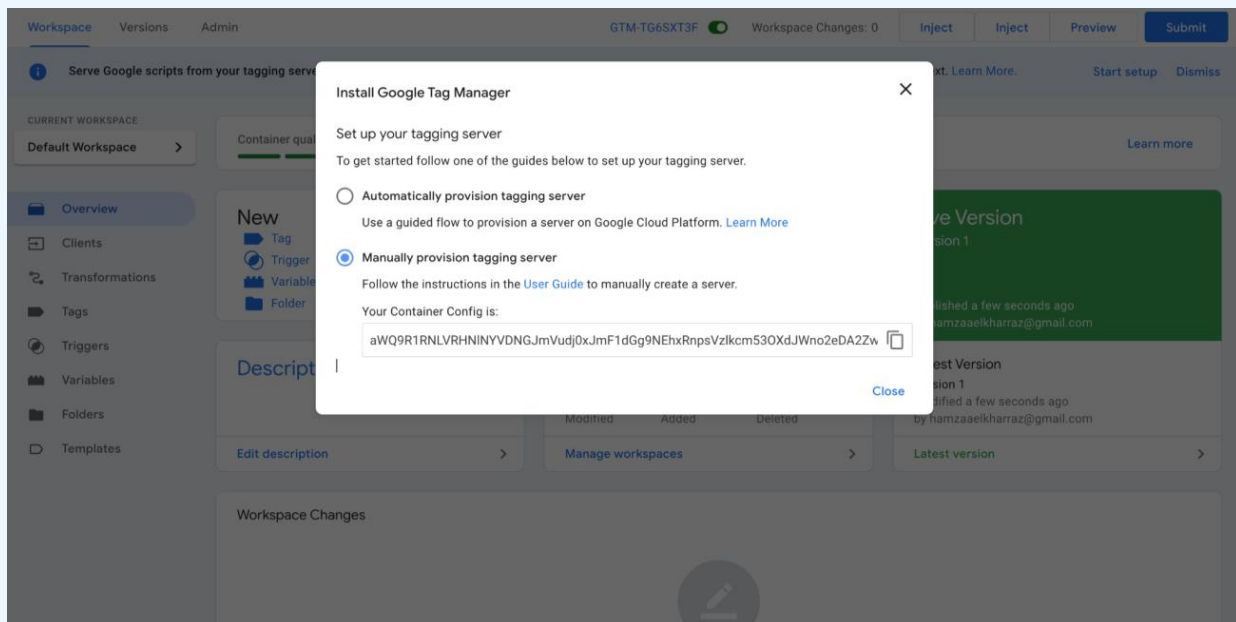 Workspace Versions Admin GTM-TG6SXT3F Workspace Changes: 0 Inject Inject Preview Submit
Serve Google scripts from your tagging serve xt. Learn More. Start setup Dismiss
Install Google Tag Manager
Set up your tagging server
To get started follow one of the guides below to set up your tagging server.
Automatically provision tagging server
Use a guided flow to provision a server on Google Cloud Platform. Learn More
Manually provision tagging server
Follow the instructions in the User Guide to manually create a server.
Your Container Config is:
aWQ9R1RNLVRHNlNYVDNGJmVudj0xJmF1dGg9NEhxRnpsVzlkcm53OXdJWno2eDA2Zw
Close
CURRENT WORKSPACE
Default Workspace
Overview
Clients
Transformations
Tags
Triggers
Variables
Folders
Templates
Container qual
Learn more
New
Tag
Trigger
Variable
Folder
ve Version
sion 1
lished a few seconds ago
amzaaelkharraz@gmail.com
Descript
Edit description
Modified Added Deleted
Manage workspaces
est Version
sion 1
dified a few seconds ago
by hamzaaelkharraz@gmail.com
Latest version
Workspace Changes